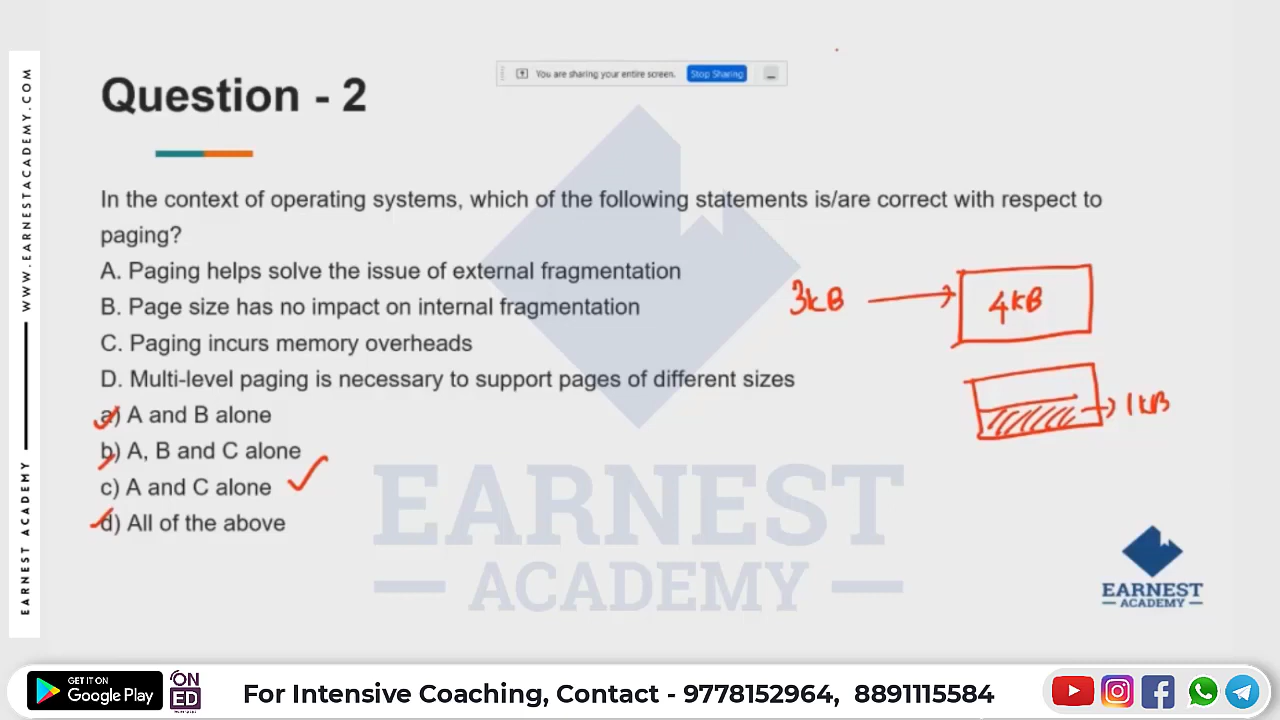 You are sharing your entire screen.
Stop Sharing
Question - 2
In the context of operating systems, which of the following statements is/are correct with respect to
paging?
A. Paging helps solve the issue of external fragmentation
B. Page size has no impact on internal fragmentation
C. Paging incurs memory overheads
D. Multi-level paging is necessary to support pages of different sizes
a) A and B alone
b) A, B and C alone
c) A and C alone
d) All of the above
3kB
4kB
1kB
EARNEST
ACADEMY
EARNEST
ACADEMY
WWW.EARNESTACADEMY.COM
EARNEST ACADEMY
GET IT ON
Google Play
ON
ED
For Intensive Coaching, Contact - 9778152964, 8891115584